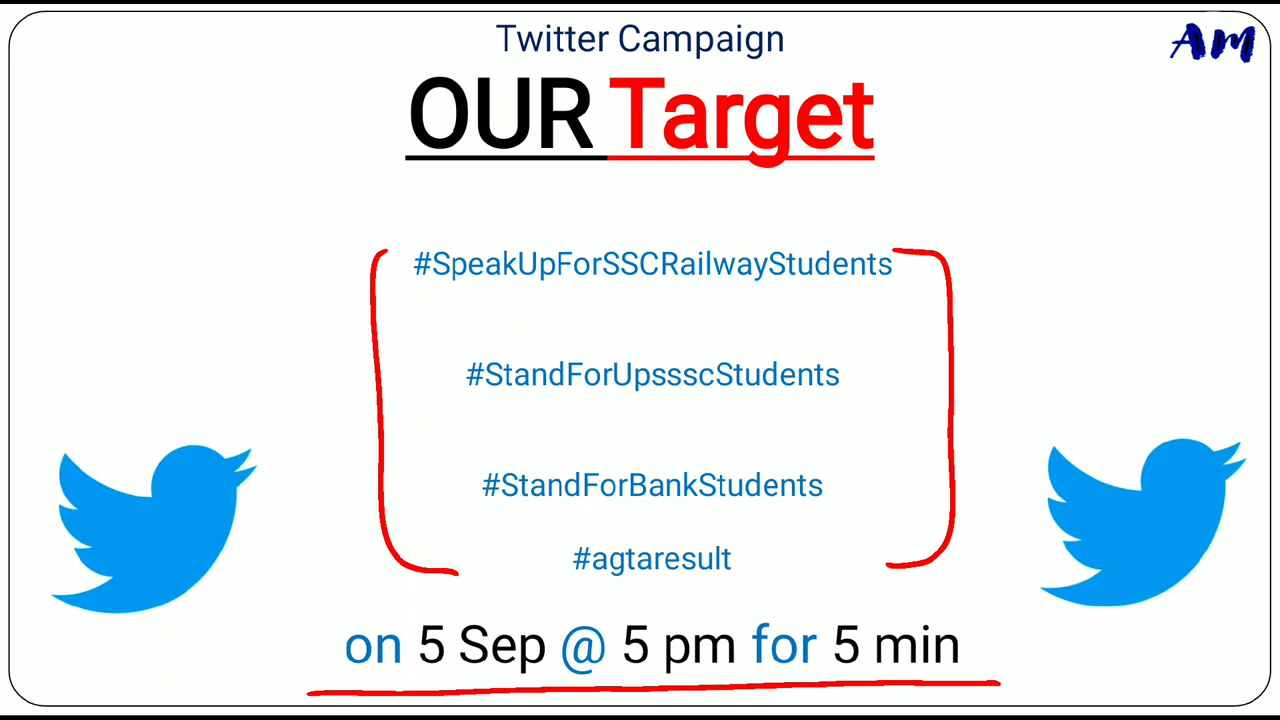 Twitter Campaign
AM
OUR Target
#SpeakUpForSSCRailwayStudents
#StandForUpssscStudents
#StandForBankStudents
#agtaresult
on 5 Sep @ 5 pm for 5 min